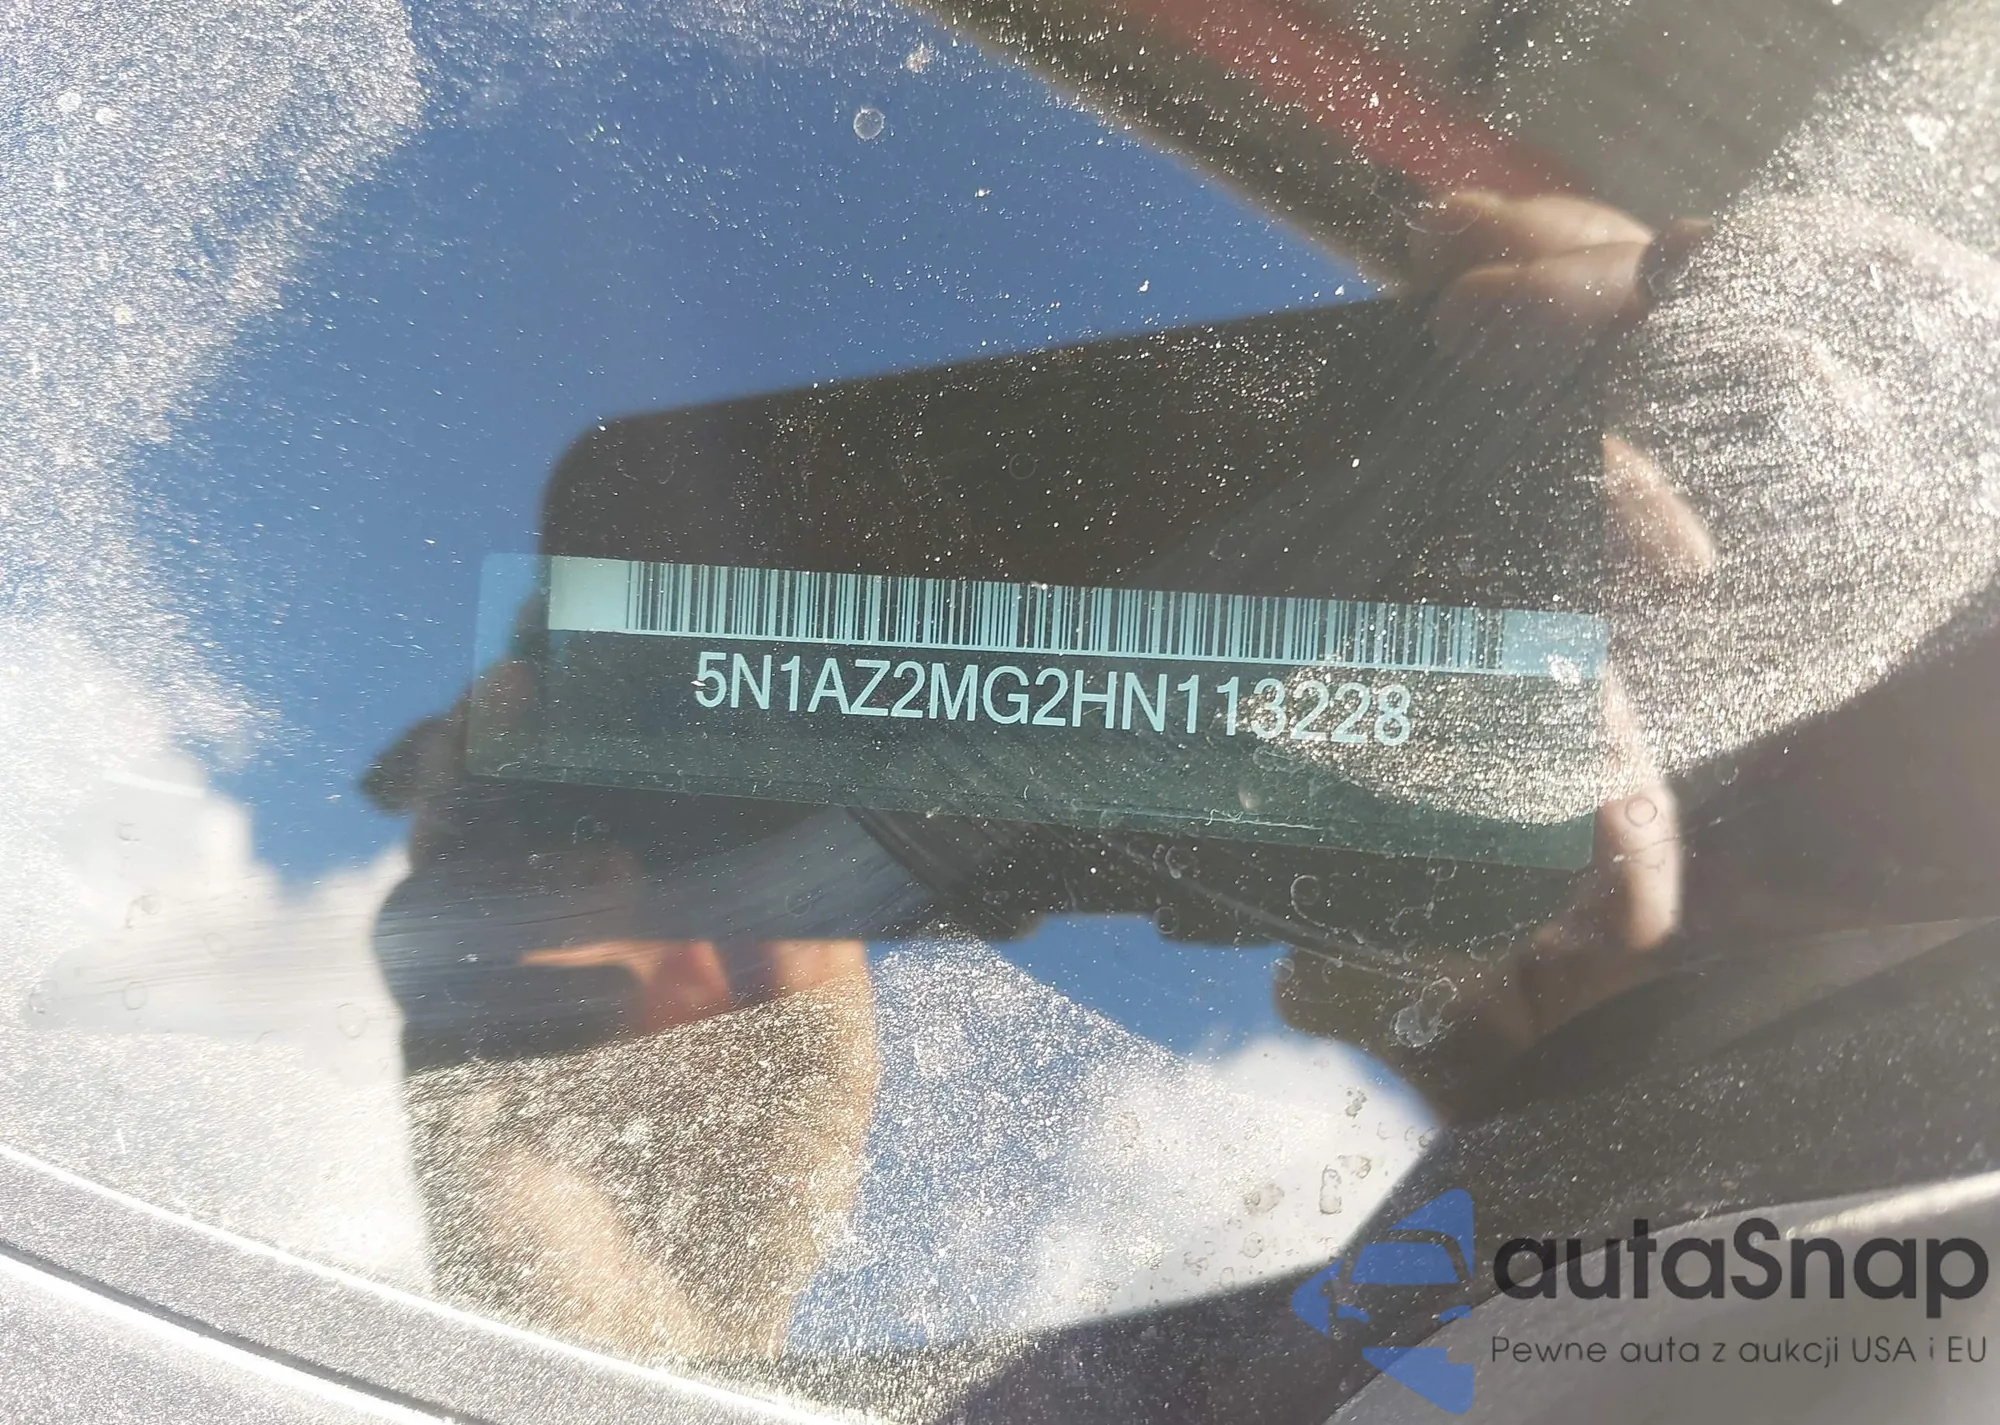 5N1AZ2MG2HN113228
autaSnap
Pewne auta z aukcji USA i EU